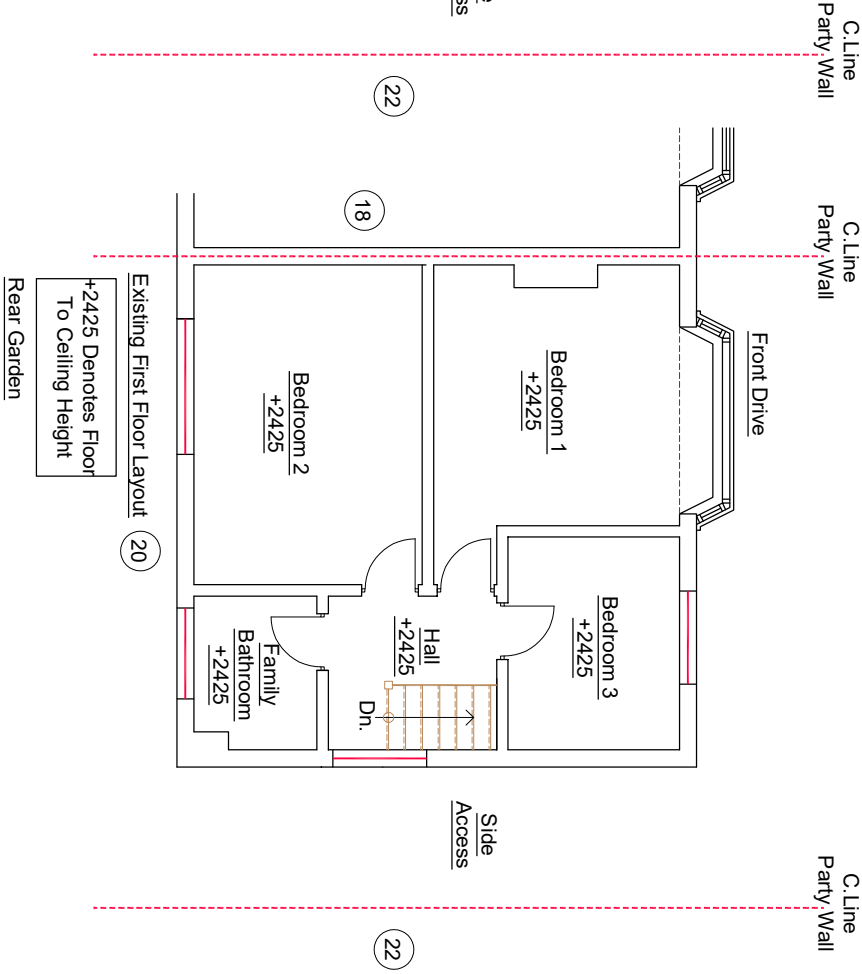 C.Line
Party Wall
C.Line
Party Wall
C.Line
Party Wall
ss
22
18
Front Drive
Bedroom 1
+2425
Bedroom 2
+2425
Bedroom 3
+2425
Hall
+2425
Dn.
Family
Bathroom
+2425
Side
Access
22
20
Existing First Floor Layout
+2425 Denotes Floor
To Ceiling Height
Rear Garden